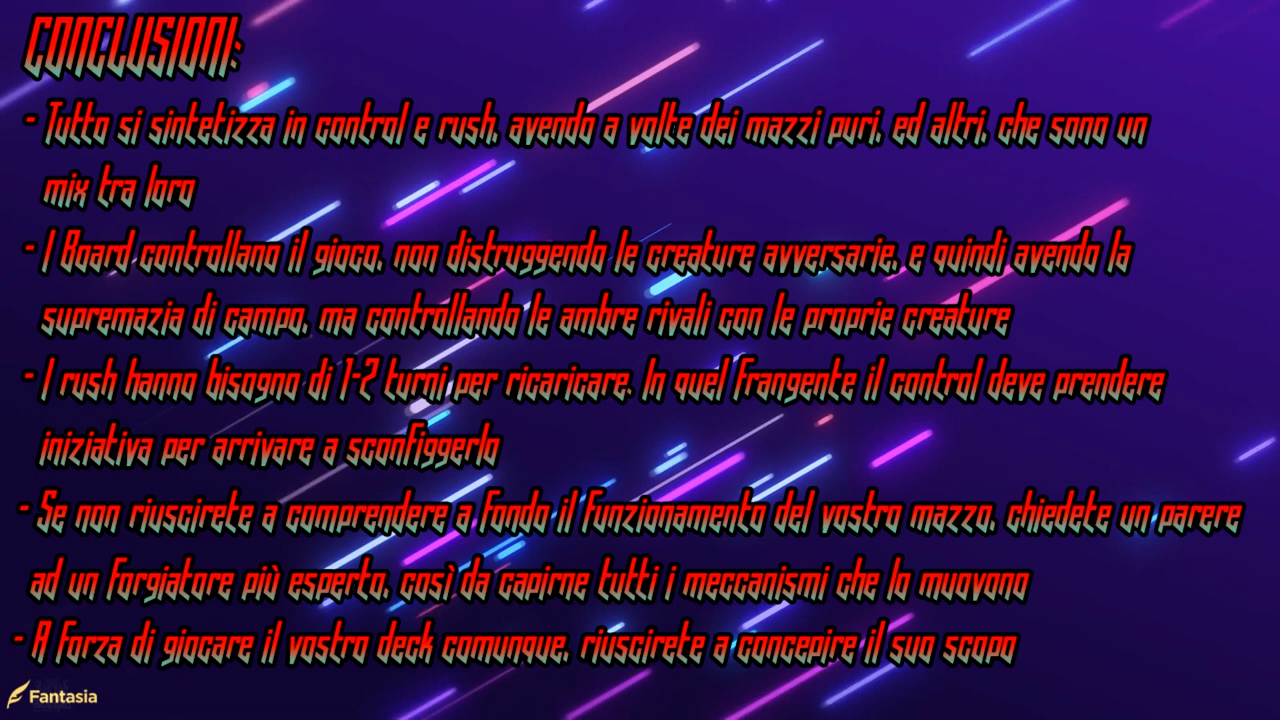 CONCLUSIONI:
- Tutto si sintetizza in control e rush, avendo a volte dei mazzi puri, ed altri, che sono un
mix tra loro
- I Board controllano il gioco, non distruggendo le creature avversarie, e quindi avendo la
supremazia di campo, ma controllando le ambre rivali con le proprie creature
- I rush hanno bisogno di 1-2 turni per ricaricare. In quel frangente il control deve prendere
iniziativa per arrivare a sconfiggerlo
- Se non riuscirete a comprendere a fondo il funzionamento del vostro mazzo, chiedete un parere
ad un forgiatore più esperto, così da capirne tutti i meccanismi che lo muovono
- A forza di giocare il vostro deck comunque, riuscirete a concepire il suo scopo
Fantasia